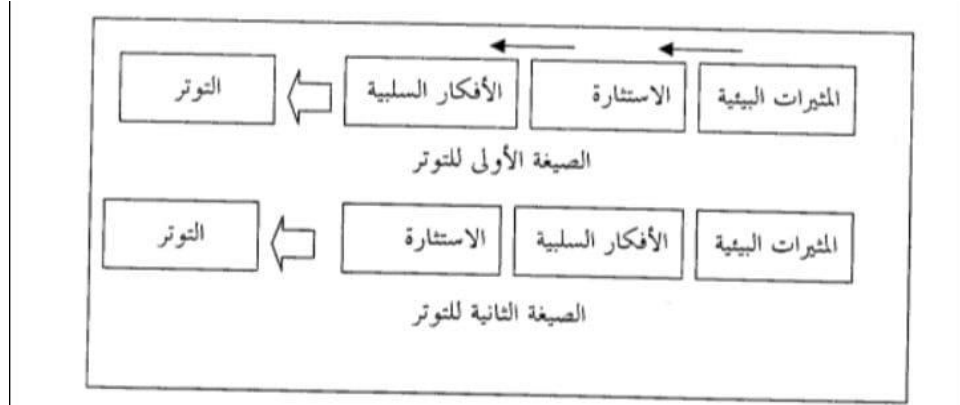 المثيرات البيئية
الاستثارة
الأفكار السلبية
التوتر
الصيغة الأولى للتوتر
المثيرات البيئية
الأفكار السلبية
الاستثارة
التوتر
الصيغة الثانية للتوتر